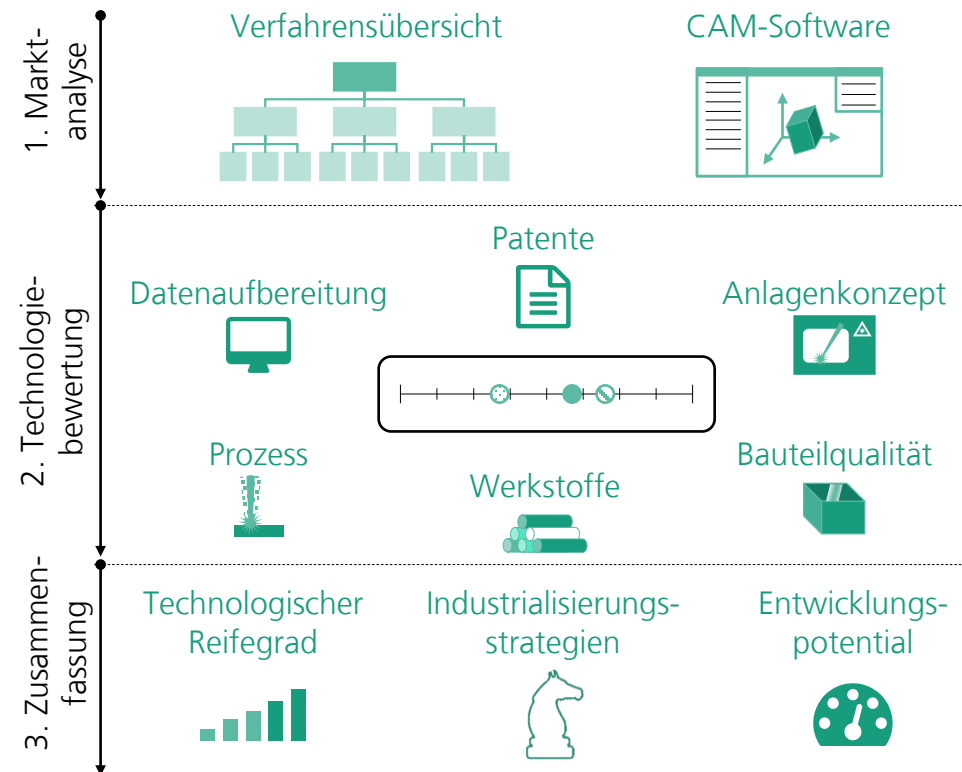 1. Markt-
analyse
Verfahrensübersicht
CAM-Software
2. Technologie-
bewertung
Patente
Datenaufbereitung
Anlagenkonzept
Prozess
Werkstoffe
Bauteilqualität
3. Zusammen-
fassung
Technologischer
Reifegrad
Industrialisierungs-
strategien
Entwicklungs-
potential